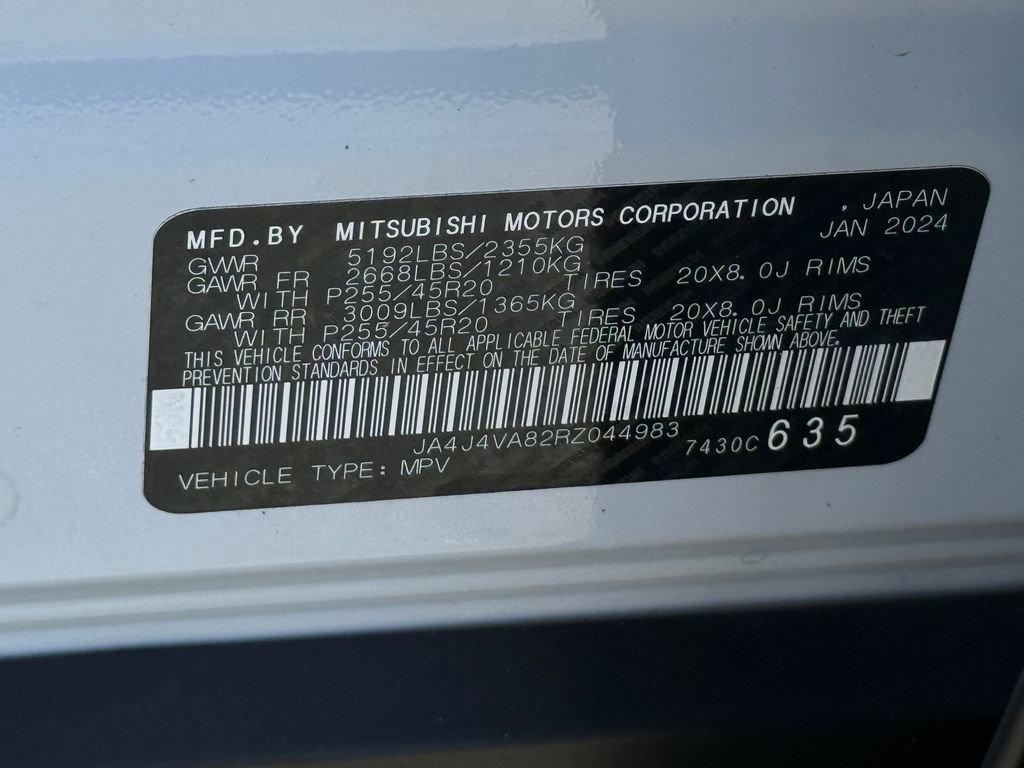 MFD.BY MITSUBISHI MOTORS CORPORATION , JAPAN
JAN 2024
GVWR 5192LBS/2355KG
GAWR FR 2668LBS/1210KG
WITH P255/45R20 TIRES 20X8.0J RIMS
GAWR RR 3009LBS/1365KG
WITH P255/45R20 TIRES 20X8.0J RIMS
THIS VEHICLE CONFORMS TO ALL APPLICABLE FEDERAL MOTOR VEHICLE SAFETY AND THEFT
PREVENTION STANDARDS IN EFFECT ON THE DATE OF MANUFACTURE SHOWN ABOVE.
JA4J4VA82RZ044983
7430C 635
VEHICLE TYPE: MPV